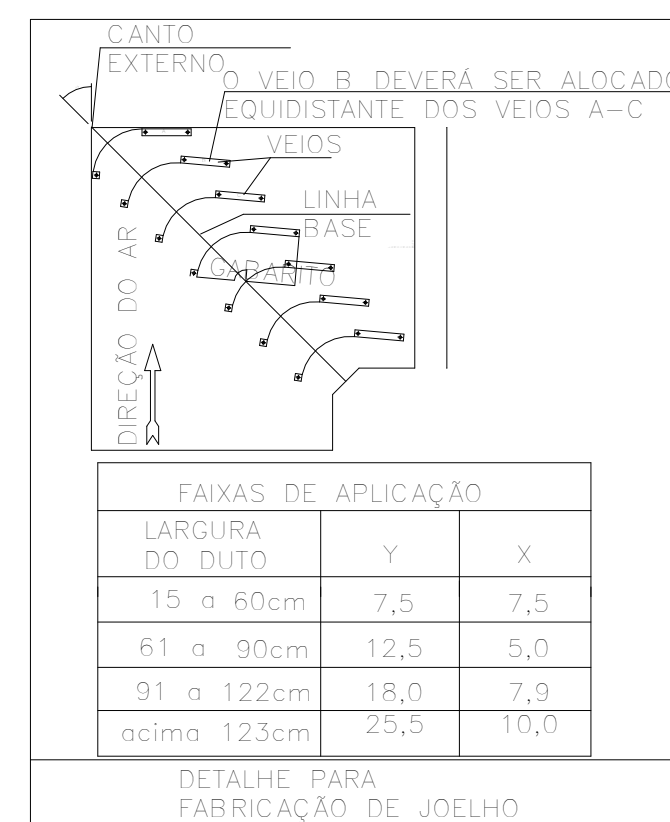 CANTO
EXTERNO
O VEIO B DEVERÁ SER ALOCADO
EQUIDISTANTE DOS VEIOS A-C
VEIOS
LINHA
BASE
GABARITO
DIREÇÃO DO AR
FAIXAS DE APLICAÇÃO
LARGURA
DO DUTO Y X
15 a 60cm 7,5 7,5
61 a 90cm 12,5 5,0
91 a 122cm 18,0 7,9
acima 123cm 25,5 10,0
DETALHE PARA
FABRICAÇÃO DE JOELHO